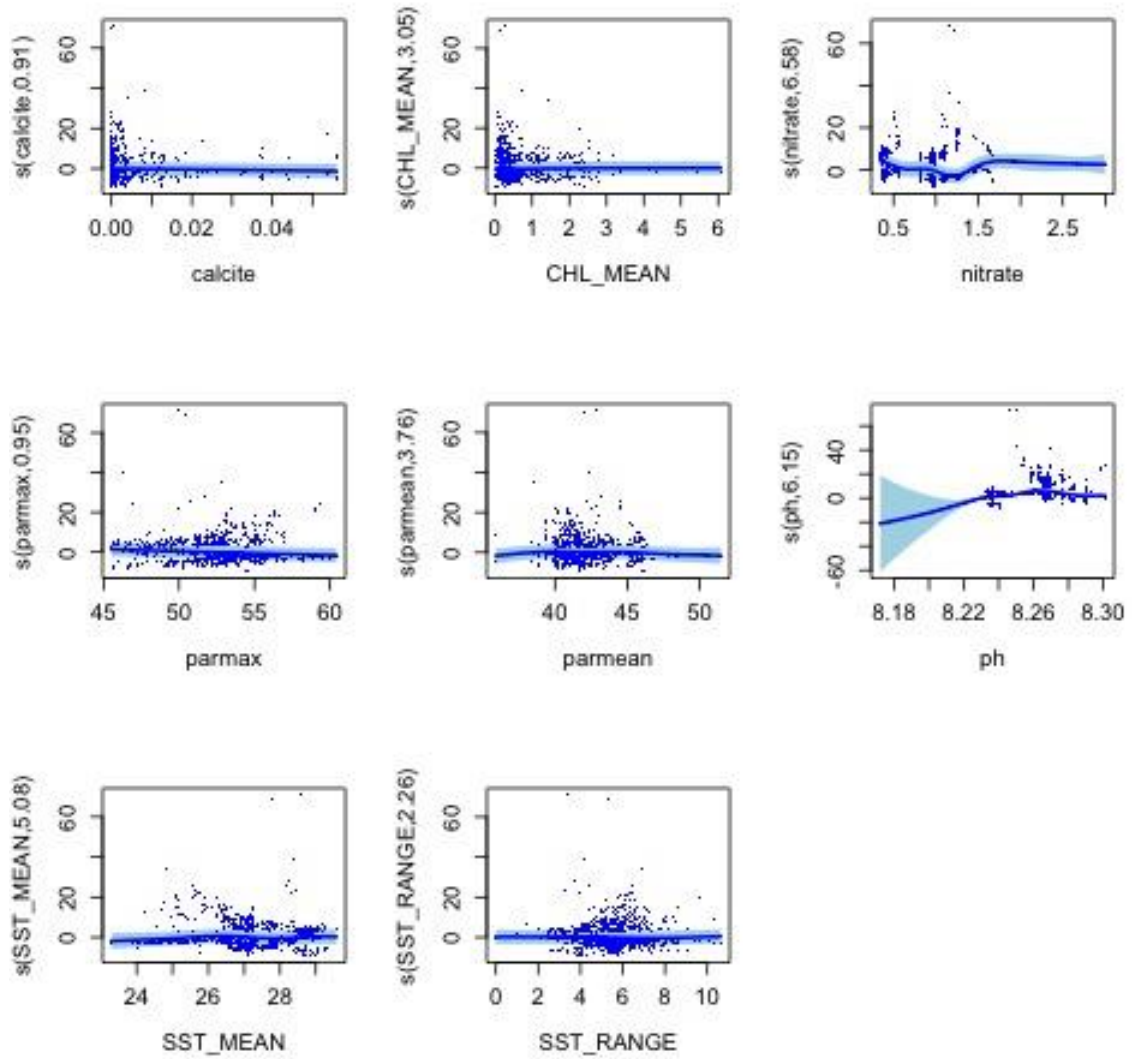 s(calcite,0.91)
60
20
0
0.00 0.02 0.04
calcite
s(CHL_MEAN,3.05)
60
20
0
0 1 2 3 4 5 6
CHL_MEAN
s(nitrate,6.58)
60
20
0
0.5 1.5 2.5
nitrate
s(parmax,0.95)
60
20
0
45 50 55 60
parmax
s(parmean,3.76)
60
20
0
40 45 50
parmean
s(ph,6.15)
40
0
-60
8.18 8.22 8.26 8.30
ph
s(SST_MEAN,5.08)
60
20
0
24 26 28
SST_MEAN
s(SST_RANGE,2.26)
60
20
0
0 2 4 6 8 10
SST_RANGE